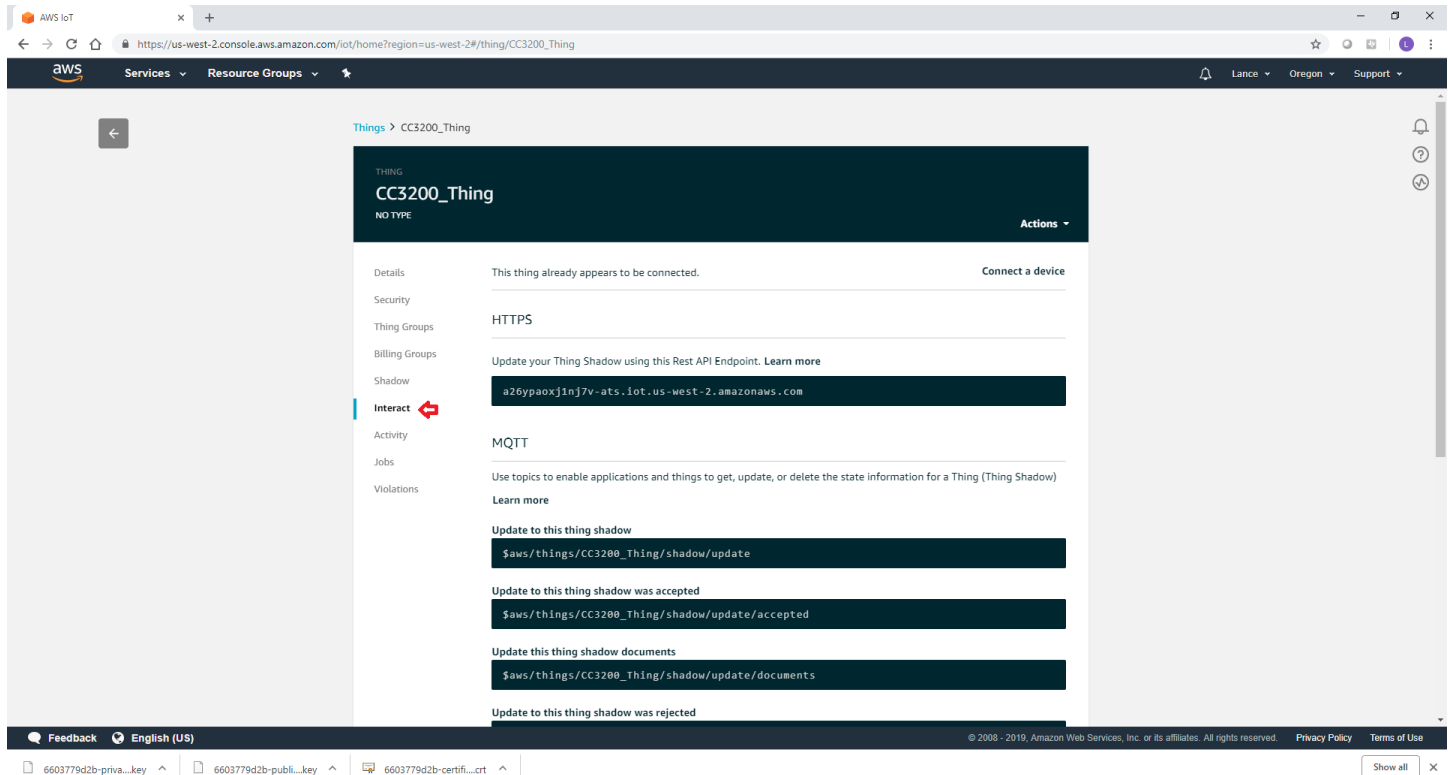 AWS IoT
https://us-west-2.console.aws.amazon.com/iot/home?region=us-west-2#/thing/CC3200_Thing
L
aws Services Resource Groups Lance Oregon Support
Things > CC3200_Thing
THING
CC3200_Thing
NO TYPE
Actions
Details
Security
Thing Groups
Billing Groups
Shadow
Interact
Activity
Jobs
Violations
This thing already appears to be connected. Connect a device
HTTPS
Update your Thing Shadow using this Rest API Endpoint. Learn more
a26ypaoxj1nj7v-ats.iot.us-west-2.amazonaws.com
MQTT
Use topics to enable applications and things to get, update, or delete the state information for a Thing (Thing Shadow)
Learn more
Update to this thing shadow
$aws/things/CC3200_Thing/shadow/update
Update to this thing shadow was accepted
$aws/things/CC3200_Thing/shadow/update/accepted
Update this thing shadow documents
$aws/things/CC3200_Thing/shadow/update/documents
Update to this thing shadow was rejected
Feedback English (US) © 2008 - 2019, Amazon Web Services, Inc. or its affiliates. All rights reserved. Privacy Policy Terms of Use
6603779d2b-priva....key 6603779d2b-publi....key 6603779d2b-certifi....crt Show all